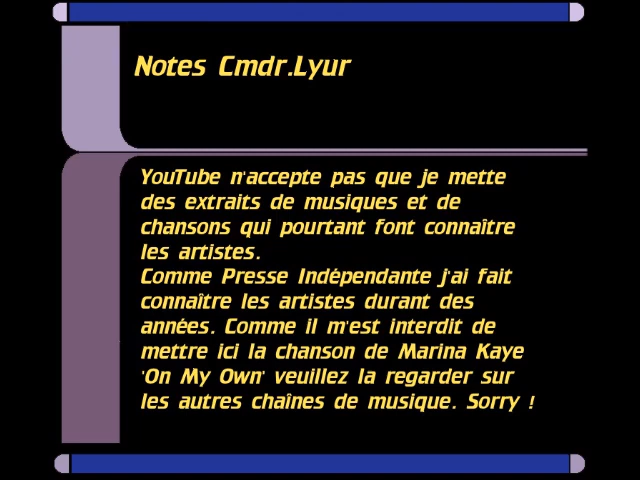 Notes Cmdr.Lyur
YouTube n'accepte pas que je mette
des extraits de musiques et de
chansons qui pourtant font connaître
les artistes.
Comme Presse Indépendante j'ai fait
connaître les artistes durant des
années. Comme il m'est interdit de
mettre ici la chanson de Marina Kaye
'On My Own' veuillez la regarder sur
les autres chaînes de musique. Sorry !